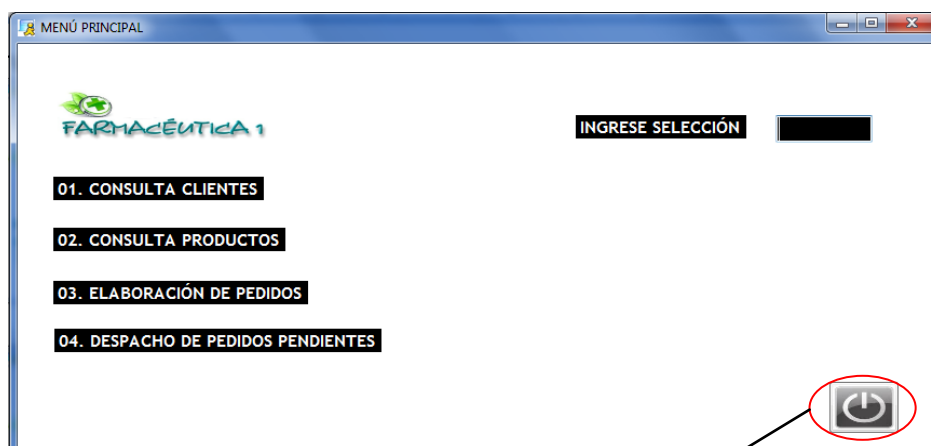 MENÚ PRINCIPAL
FARMACÉUTICA 1
INGRESE SELECCIÓN
01. CONSULTA CLIENTES
02. CONSULTA PRODUCTOS
03. ELABORACIÓN DE PEDIDOS
04. DESPACHO DE PEDIDOS PENDIENTES